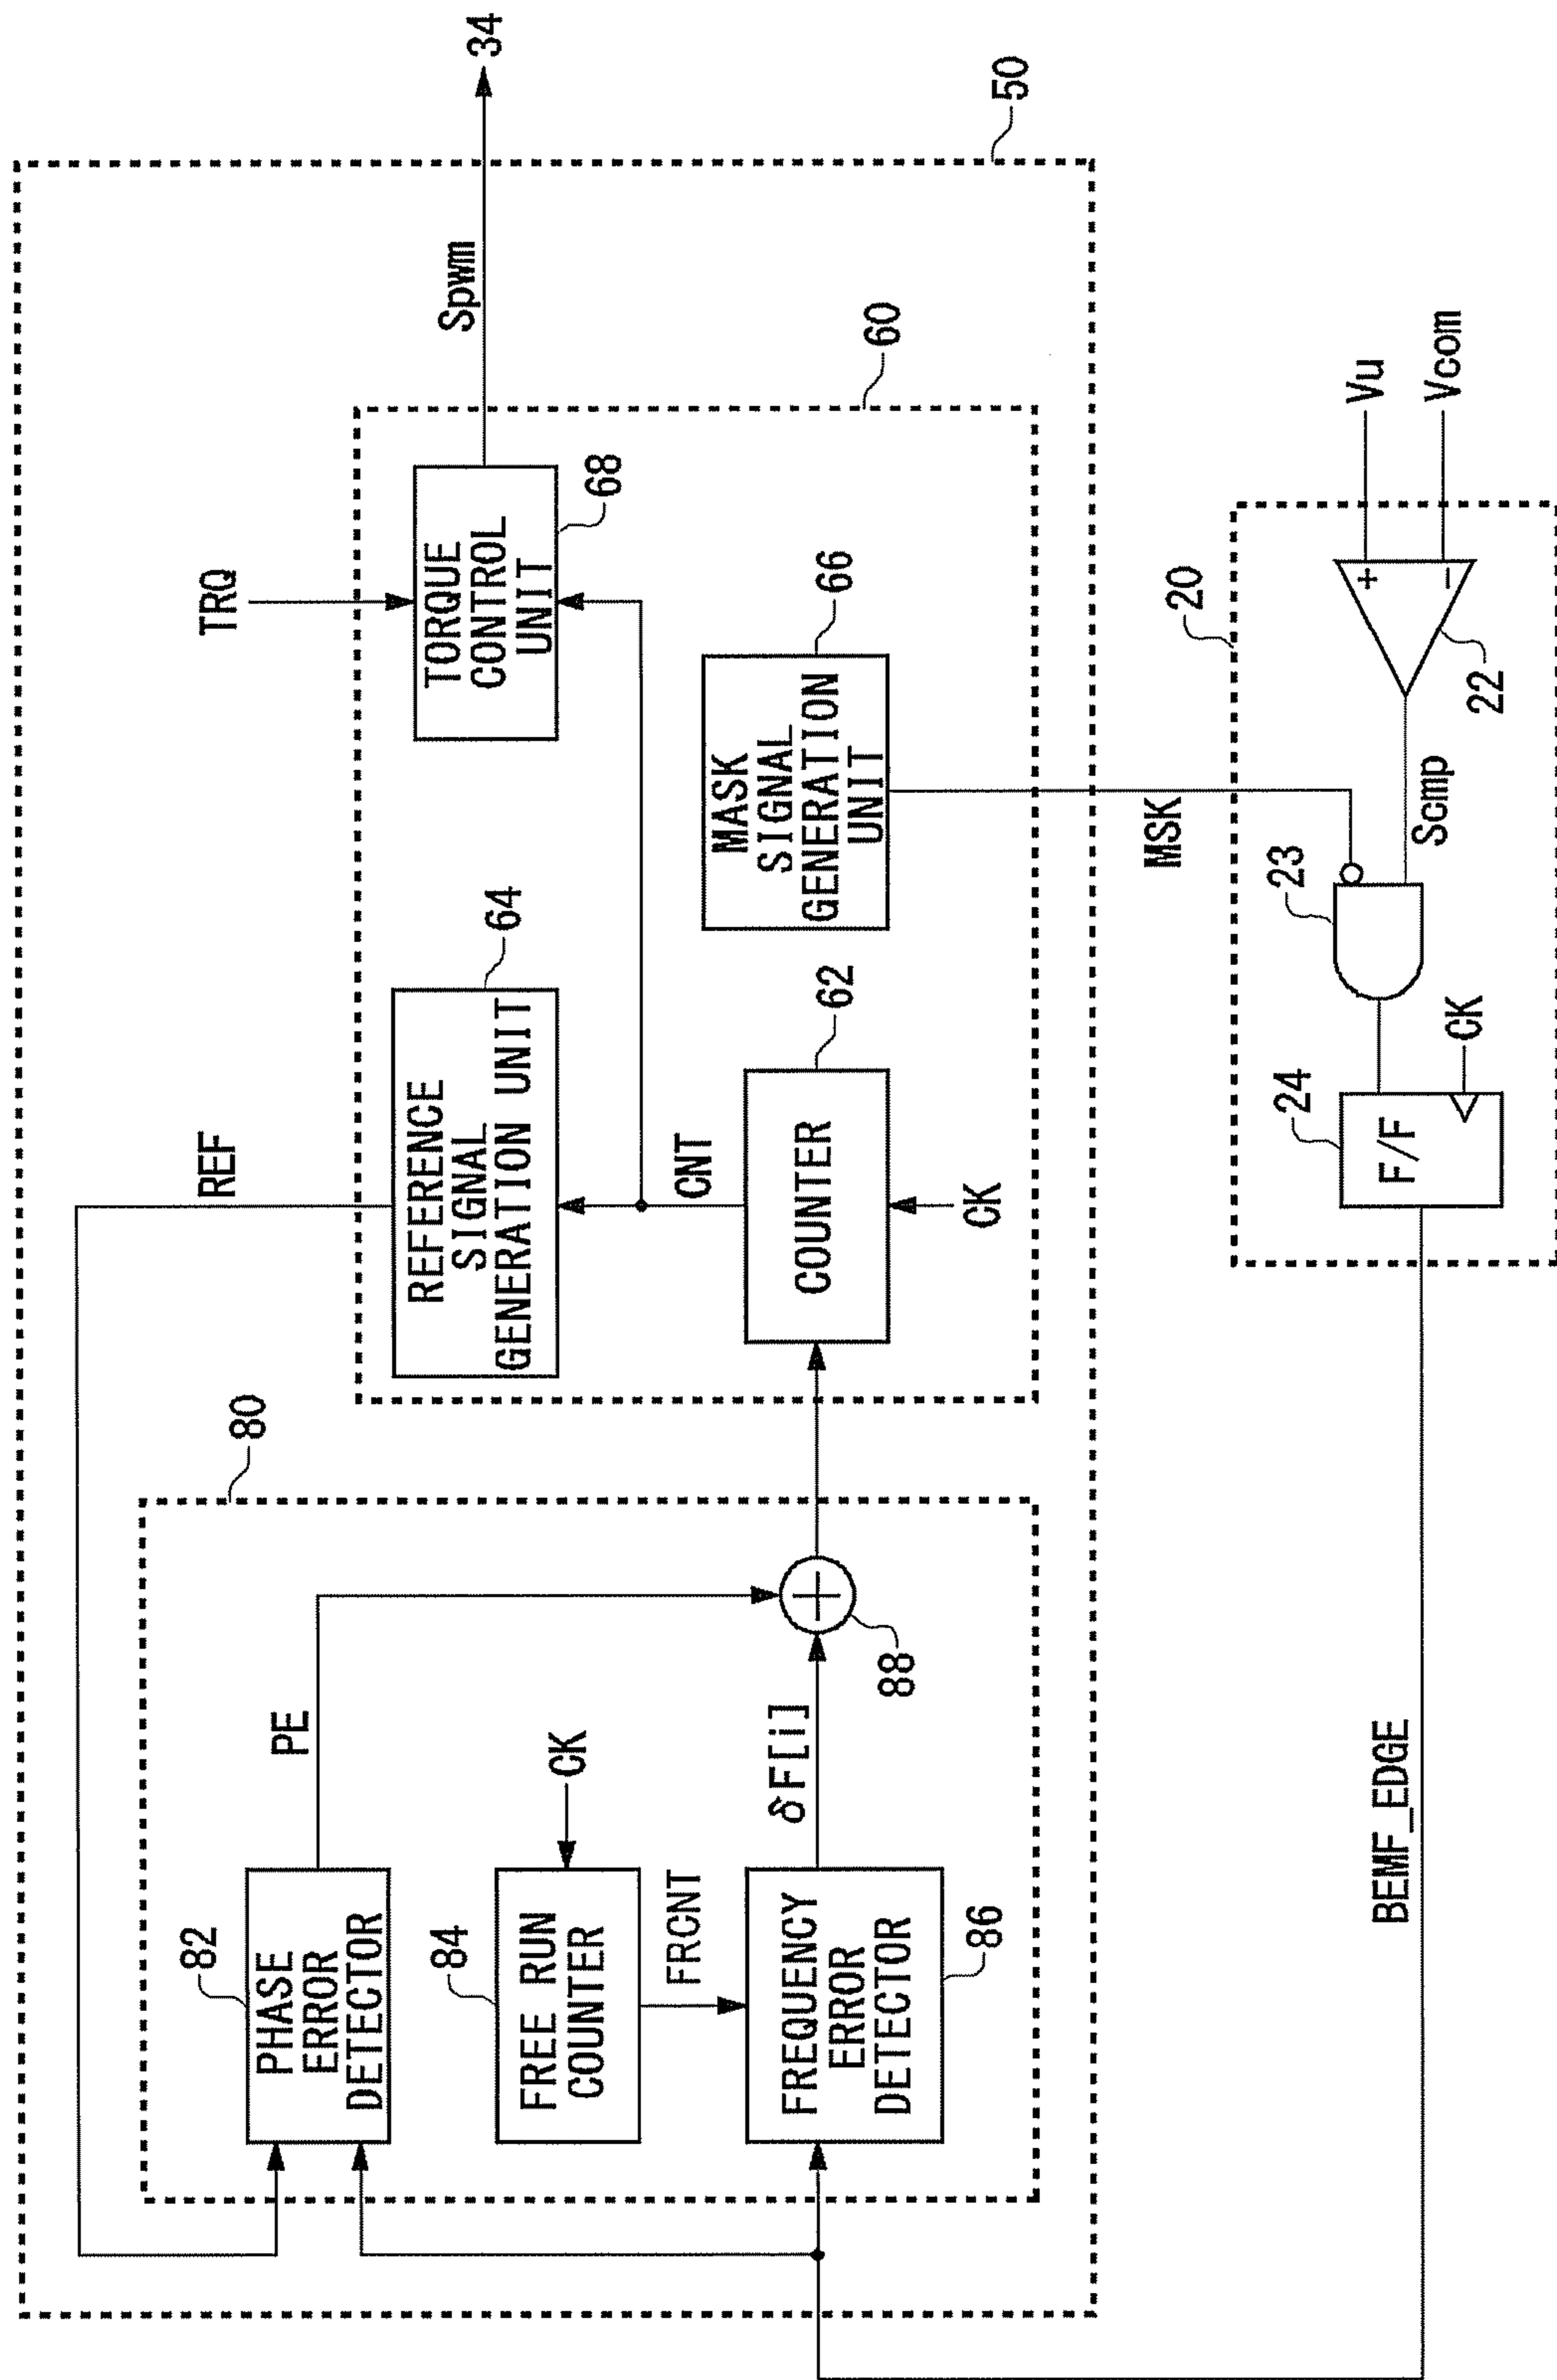 REF
80
PE
82
PHASE
ERROR
DETECTOR
84
FREE RUN
COUNTER
CK
FRCNT
FREQUENCY
ERROR
DETECTOR
86
δF[i]
88
64
REFERENCE
SIGNAL
GENERATION UNIT
CNT
COUNTER
62
CK
TRQ
TORQUE
CONTROL
UNIT
68
MASK
SIGNAL
GENERATION
UNIT
66
60
Spwm
34
50
BEMF_EDGE
MSK
24
F/F
CK
23
Scmp
22
20
Vu
Vcom
+
−